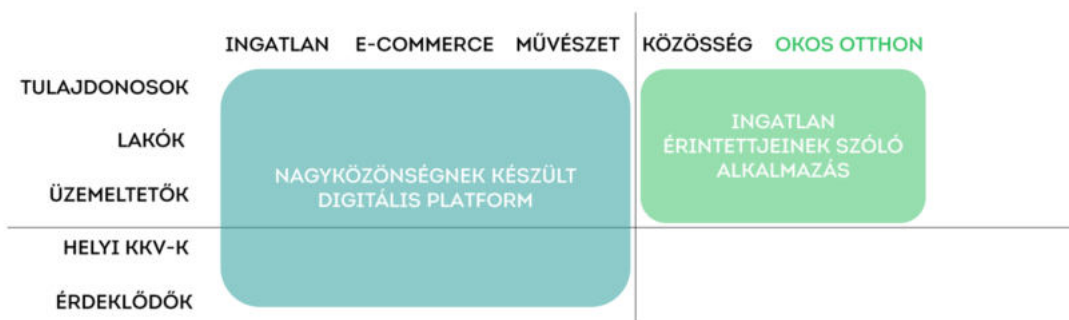 INGATLAN E-COMMERCE MŰVÉSZET KÖZÖSSÉG OKOS OTTHON
TULAJDONOSOK
LAKÓK
ÜZEMELTETŐK
HELYI KKV-K
ÉRDEKLŐDŐK
NAGYKÖZÖNSÉGNEK KÉSZÜLT
DIGITÁLIS PLATFORM
INGATLAN
ÉRINTETTJEINEK SZÓLÓ
ALKALMAZÁS